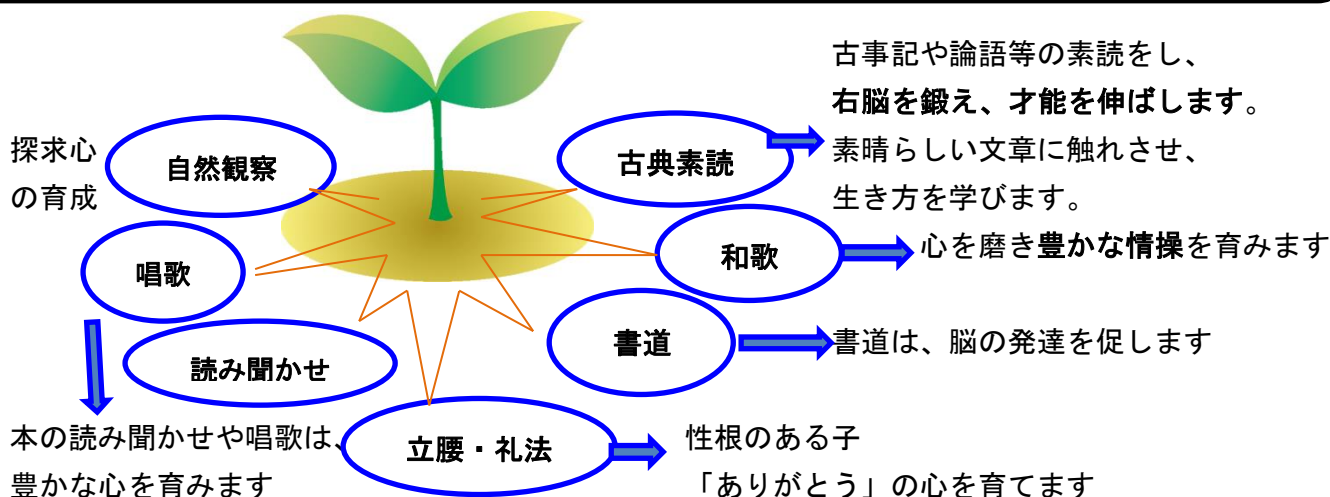 古事記や論語等の素読をし、
右脳を鍛え、才能を伸ばします。
素晴らしい文章に触れさせ、
生き方を学びます。
古典素読
探求心
の育成
自然観察
和歌
心を磨き豊かな情操を育みます
唱歌
書道
書道は、脳の発達を促します
読み聞かせ
本の読み聞かせや唱歌は、
豊かな心を育みます
立腰・礼法
性根のある子
「ありがとう」の心を育てます